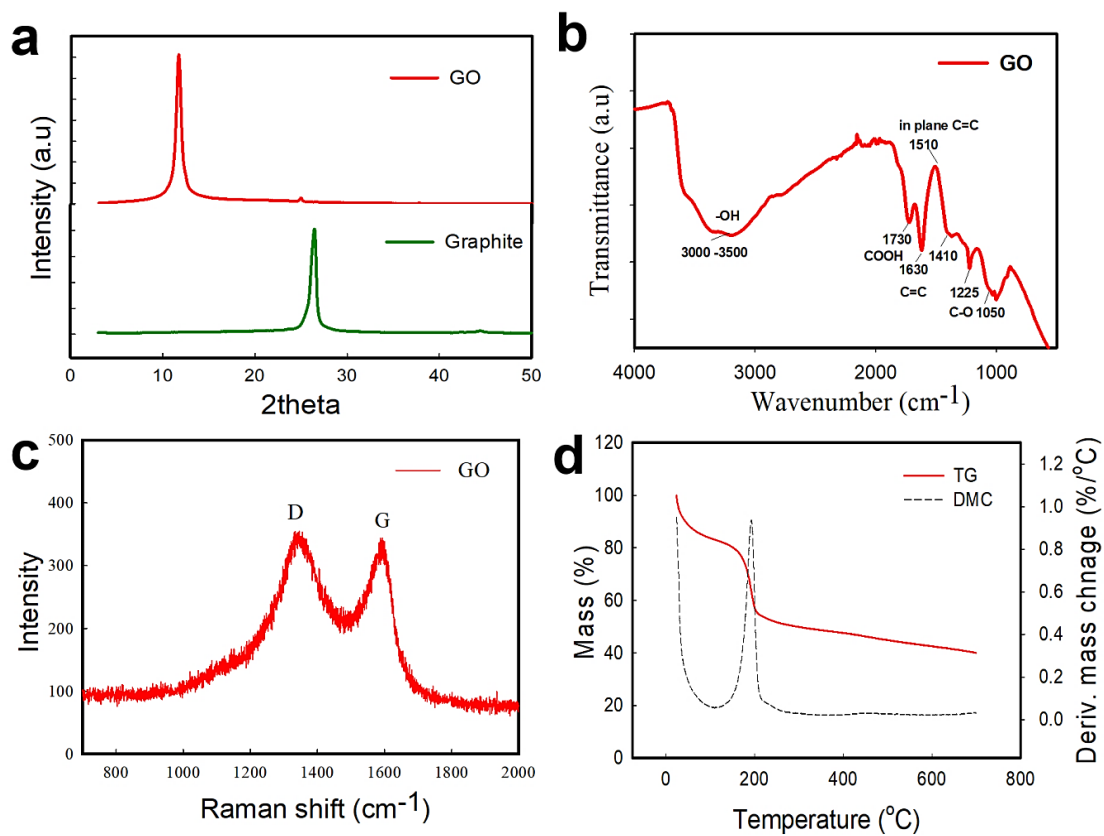 a
GO
Graphite
Intensity (a.u)
0 10 20 30 40 50
2theta
b
GO
in plane C=C
1510
-OH
3000 -3500
1730
COOH
1630
C=C
1410
1225
C-O 1050
Transmittance (a.u)
4000 3000 2000 1000
Wavenumber (cm-1)
c
GO
D
G
500
400
300
200
100
0
Intensity
800 1000 1200 1400 1600 1800 2000
Raman shift (cm-1)
d
TG
DMC
120
100
80
60
40
20
0
Mass (%)
1.2
1.0
0.8
0.6
0.4
0.2
0.0
Deriv. mass chnage (%/oC)
0 200 400 600 800
Temperature (oC)